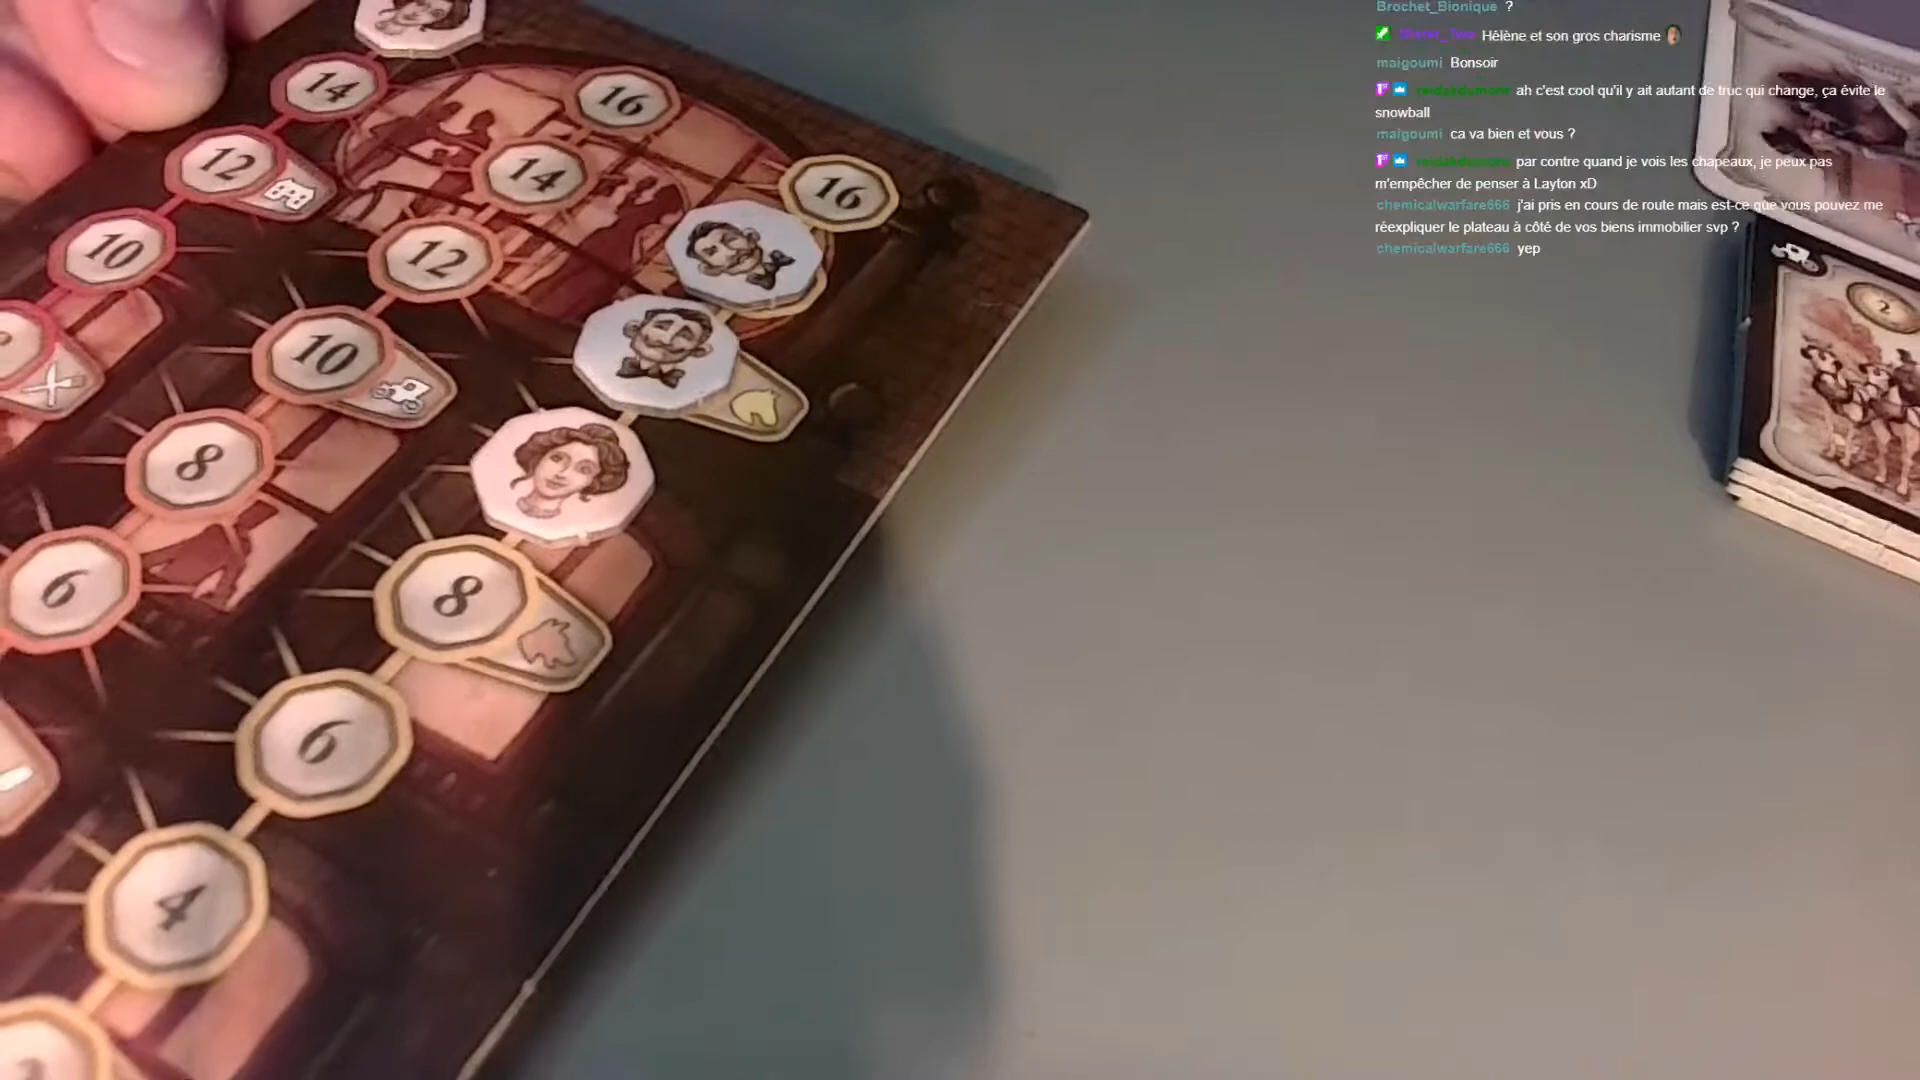 Brochet_Bionique ?
Hélène et son gros charisme
maigoumi Bonsoir
ah c'est cool qu'il y ait autant de truc qui change, ça évite le
snowball
maigoumi ca va bien et vous ?
par contre quand je vois les chapeaux, je peux pas
m'empêcher de penser à Layton xD
chemicalwarfare666 j'ai pris en cours de route mais est-ce que vous pouvez me
réexpliquer le plateau à côté de vos biens immobilier svp ?
chemicalwarfare666 yep
14
16
12
14
16
10
12
10
2
8
8
6
6
4